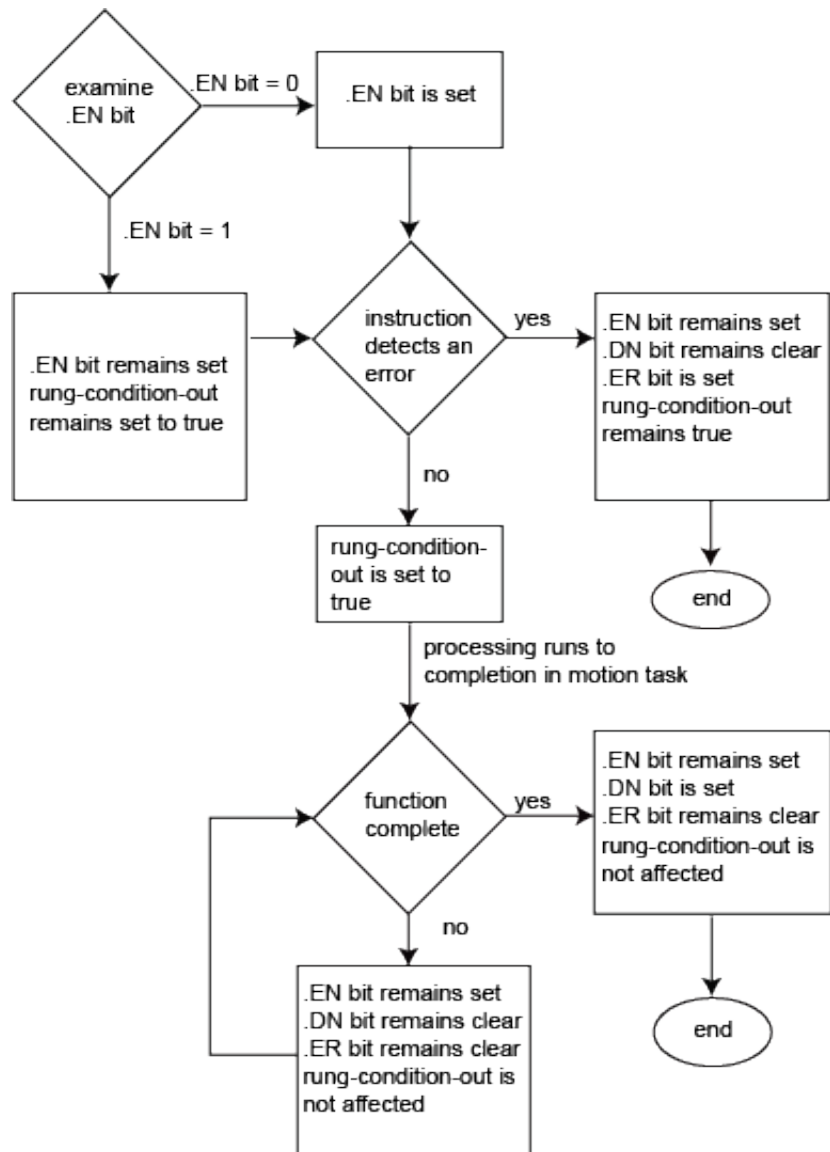 examine
.EN bit
.EN bit = 0
.EN bit is set
.EN bit = 1
.EN bit remains set
rung-condition-out
remains set to true
instruction
detects an
error
yes
.EN bit remains set
.DN bit remains clear
.ER bit is set
rung-condition-out
remains true
no
end
rung-condition-
out is set to
true
processing runs to
completion in motion task
function
complete
yes
.EN bit remains set
.DN bit is set
.ER bit remains clear
rung-condition-out is
not affected
no
.EN bit remains set
.DN bit remains clear
.ER bit remains clear
rung-condition-out is
not affected
end